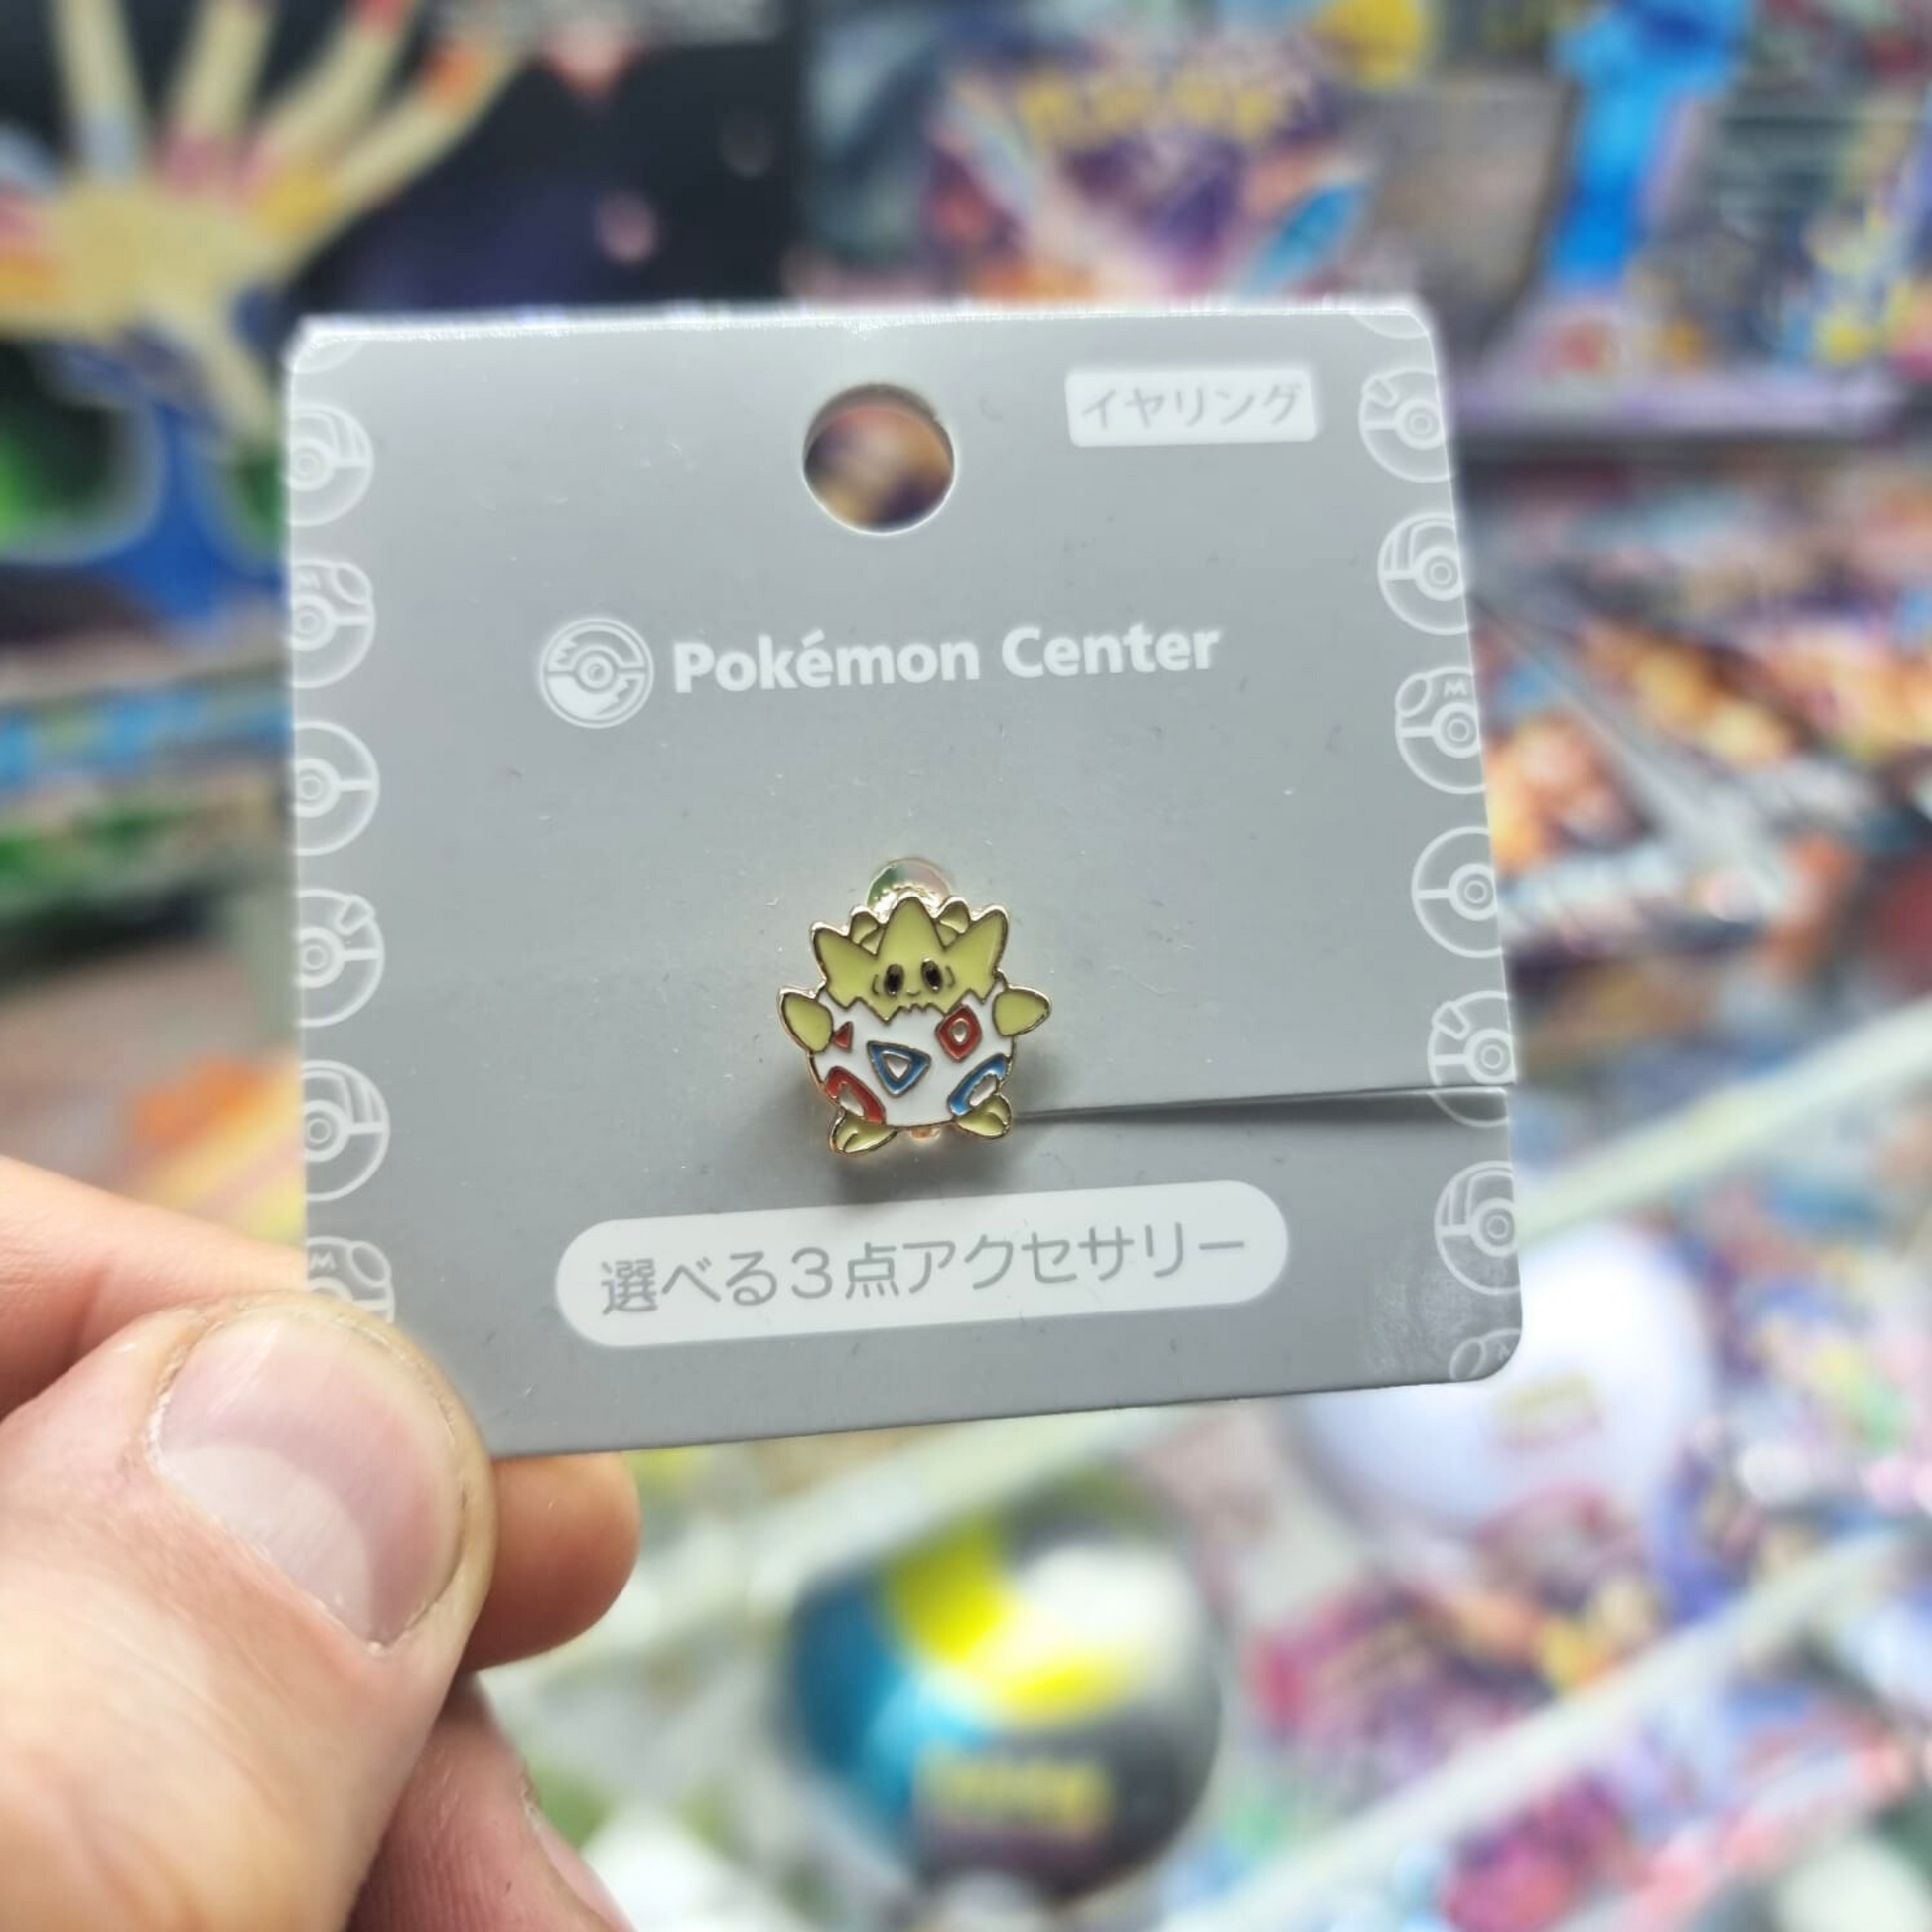 イヤリング
Pokémon Center
選べる3点アクセサリー